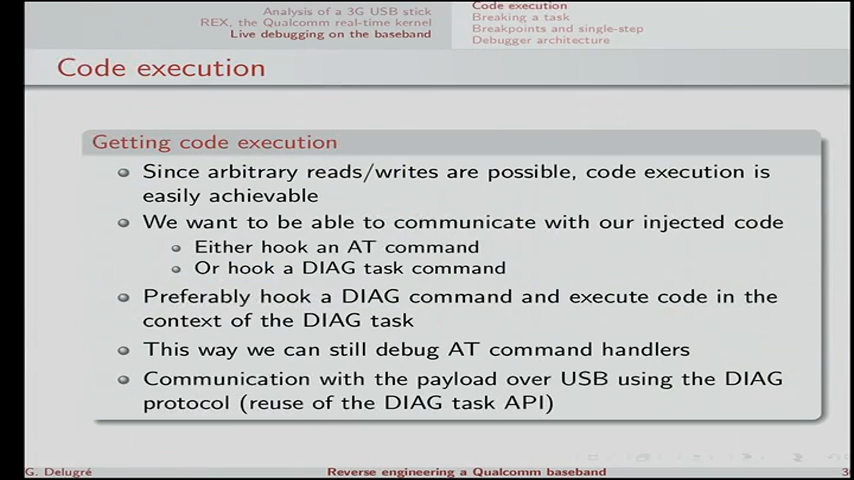 Analysis of a 3G USB stick
REX, the Qualcomm real-time kernel
Live debugging on the baseband
Code execution
Breaking a task
Breakpoints and single-step
Debugger architecture
Code execution
Getting code execution
Since arbitrary reads/writes are possible, code execution is
easily achievable
We want to be able to communicate with our injected code
Either hook an AT command
Or hook a DIAG task command
Preferably hook a DIAG command and execute code in the
context of the DIAG task
This way we can still debug AT command handlers
Communication with the payload over USB using the DIAG
protocol (reuse of the DIAG task API)
G. Delugré
Reverse engineering a Qualcomm baseband